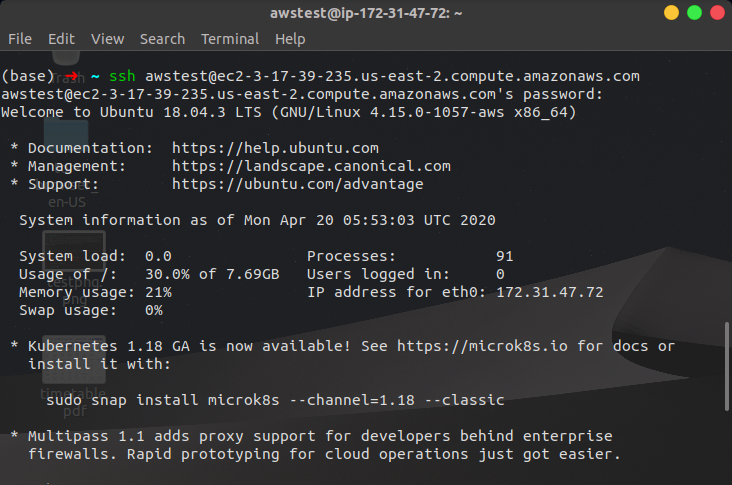 awstest@ip-172-31-47-72: ~
File Edit View Search Terminal Help
(base) ➜ ~ ssh awstest@ec2-3-17-39-235.us-east-2.compute.amazonaws.com
awstest@ec2-3-17-39-235.us-east-2.compute.amazonaws.com's password:
Welcome to Ubuntu 18.04.3 LTS (GNU/Linux 4.15.0-1057-aws x86_64)
* Documentation: https://help.ubuntu.com
* Management: https://landscape.canonical.com
* Support: https://ubuntu.com/advantage
System information as of Mon Apr 20 05:53:03 UTC 2020
System load: 0.0 Processes: 91
Usage of /: 30.0% of 7.69GB Users logged in: 0
Memory usage: 21% IP address for eth0: 172.31.47.72
Swap usage: 0%
* Kubernetes 1.18 GA is now available! See https://microk8s.io for docs or
install it with:
sudo snap install microk8s --channel=1.18 --classic
* Multipass 1.1 adds proxy support for developers behind enterprise
firewalls. Rapid prototyping for cloud operations just got easier.
Trash
en-US
testpng.
png
timetable.
pdf